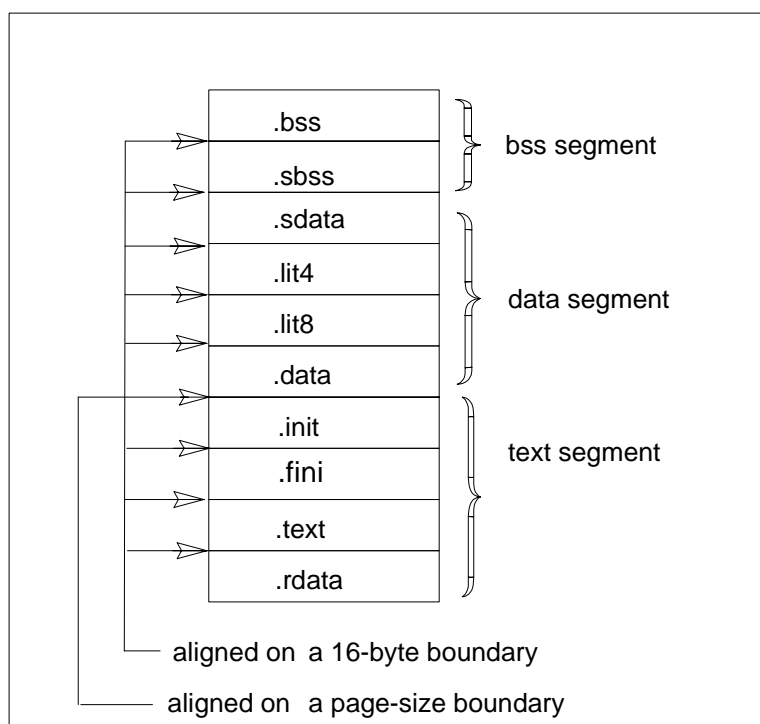 .bss
bss segment
.sbss
.sdata
.lit4
data segment
.lit8
.data
.init
text segment
.fini
.text
.rdata
aligned on a 16-byte boundary
aligned on a page-size boundary